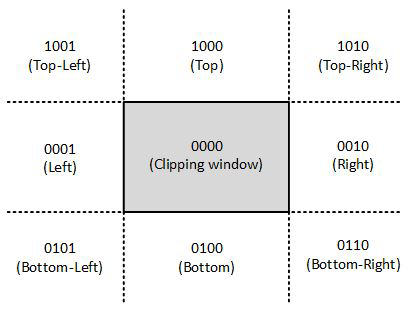 1001
(Top-Left)
1000
(Top)
1010
(Top-Right)
0001
(Left)
0000
(Clipping window)
0010
(Right)
0101
(Bottom-Left)
0100
(Bottom)
0110
(Bottom-Right)